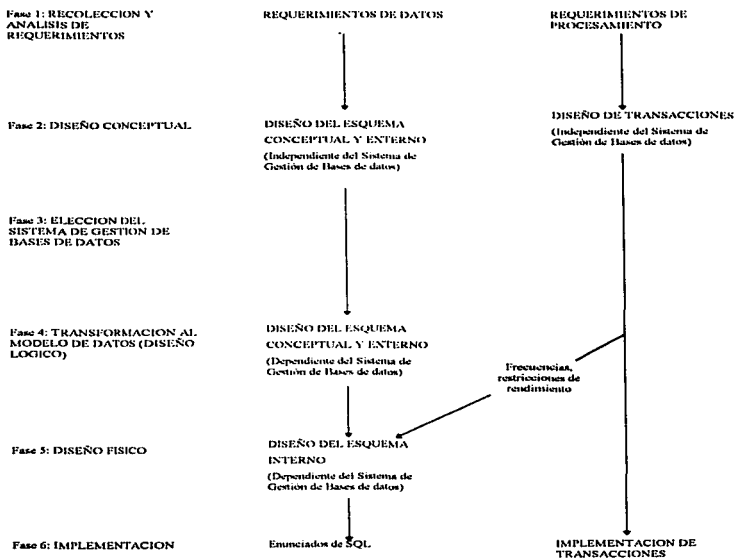 Fase 1: RECOLECCION Y
ANALISIS DE
REQUERIMIENTOS
REQUERIMIENTOS DE DATOS
REQUERIMIENTOS DE
PROCESAMIENTO
Fase 2: DISEÑO CONCEPTUAL
DISEÑO DEL ESQUEMA
CONCEPTUAL Y EXTERNO
(Independiente del Sistema de
Gestión de Bases de datos)
DISEÑO DE TRANSACCIONES
(Independiente del Sistema de
Gestión de Bases de datos)
Fase 3: ELECCION DEL
SISTEMA DE GESTION DE
BASES DE DATOS
Fase 4: TRANSFORMACION AL
MODELO DE DATOS (DISEÑO
LOGICO)
DISEÑO DEL ESQUEMA
CONCEPTUAL Y EXTERNO
(Dependiente del Sistema de
Gestión de Bases de datos)
Frecuencias,
restricciones de
rendimiento
Fase 5: DISEÑO FISICO
DISEÑO DEL ESQUEMA
INTERNO
(Dependiente del Sistema de
Gestión de Bases de datos)
Fase 6: IMPLEMENTACION
Enunciados de SQL
IMPLEMENTACION DE
TRANSACCIONES